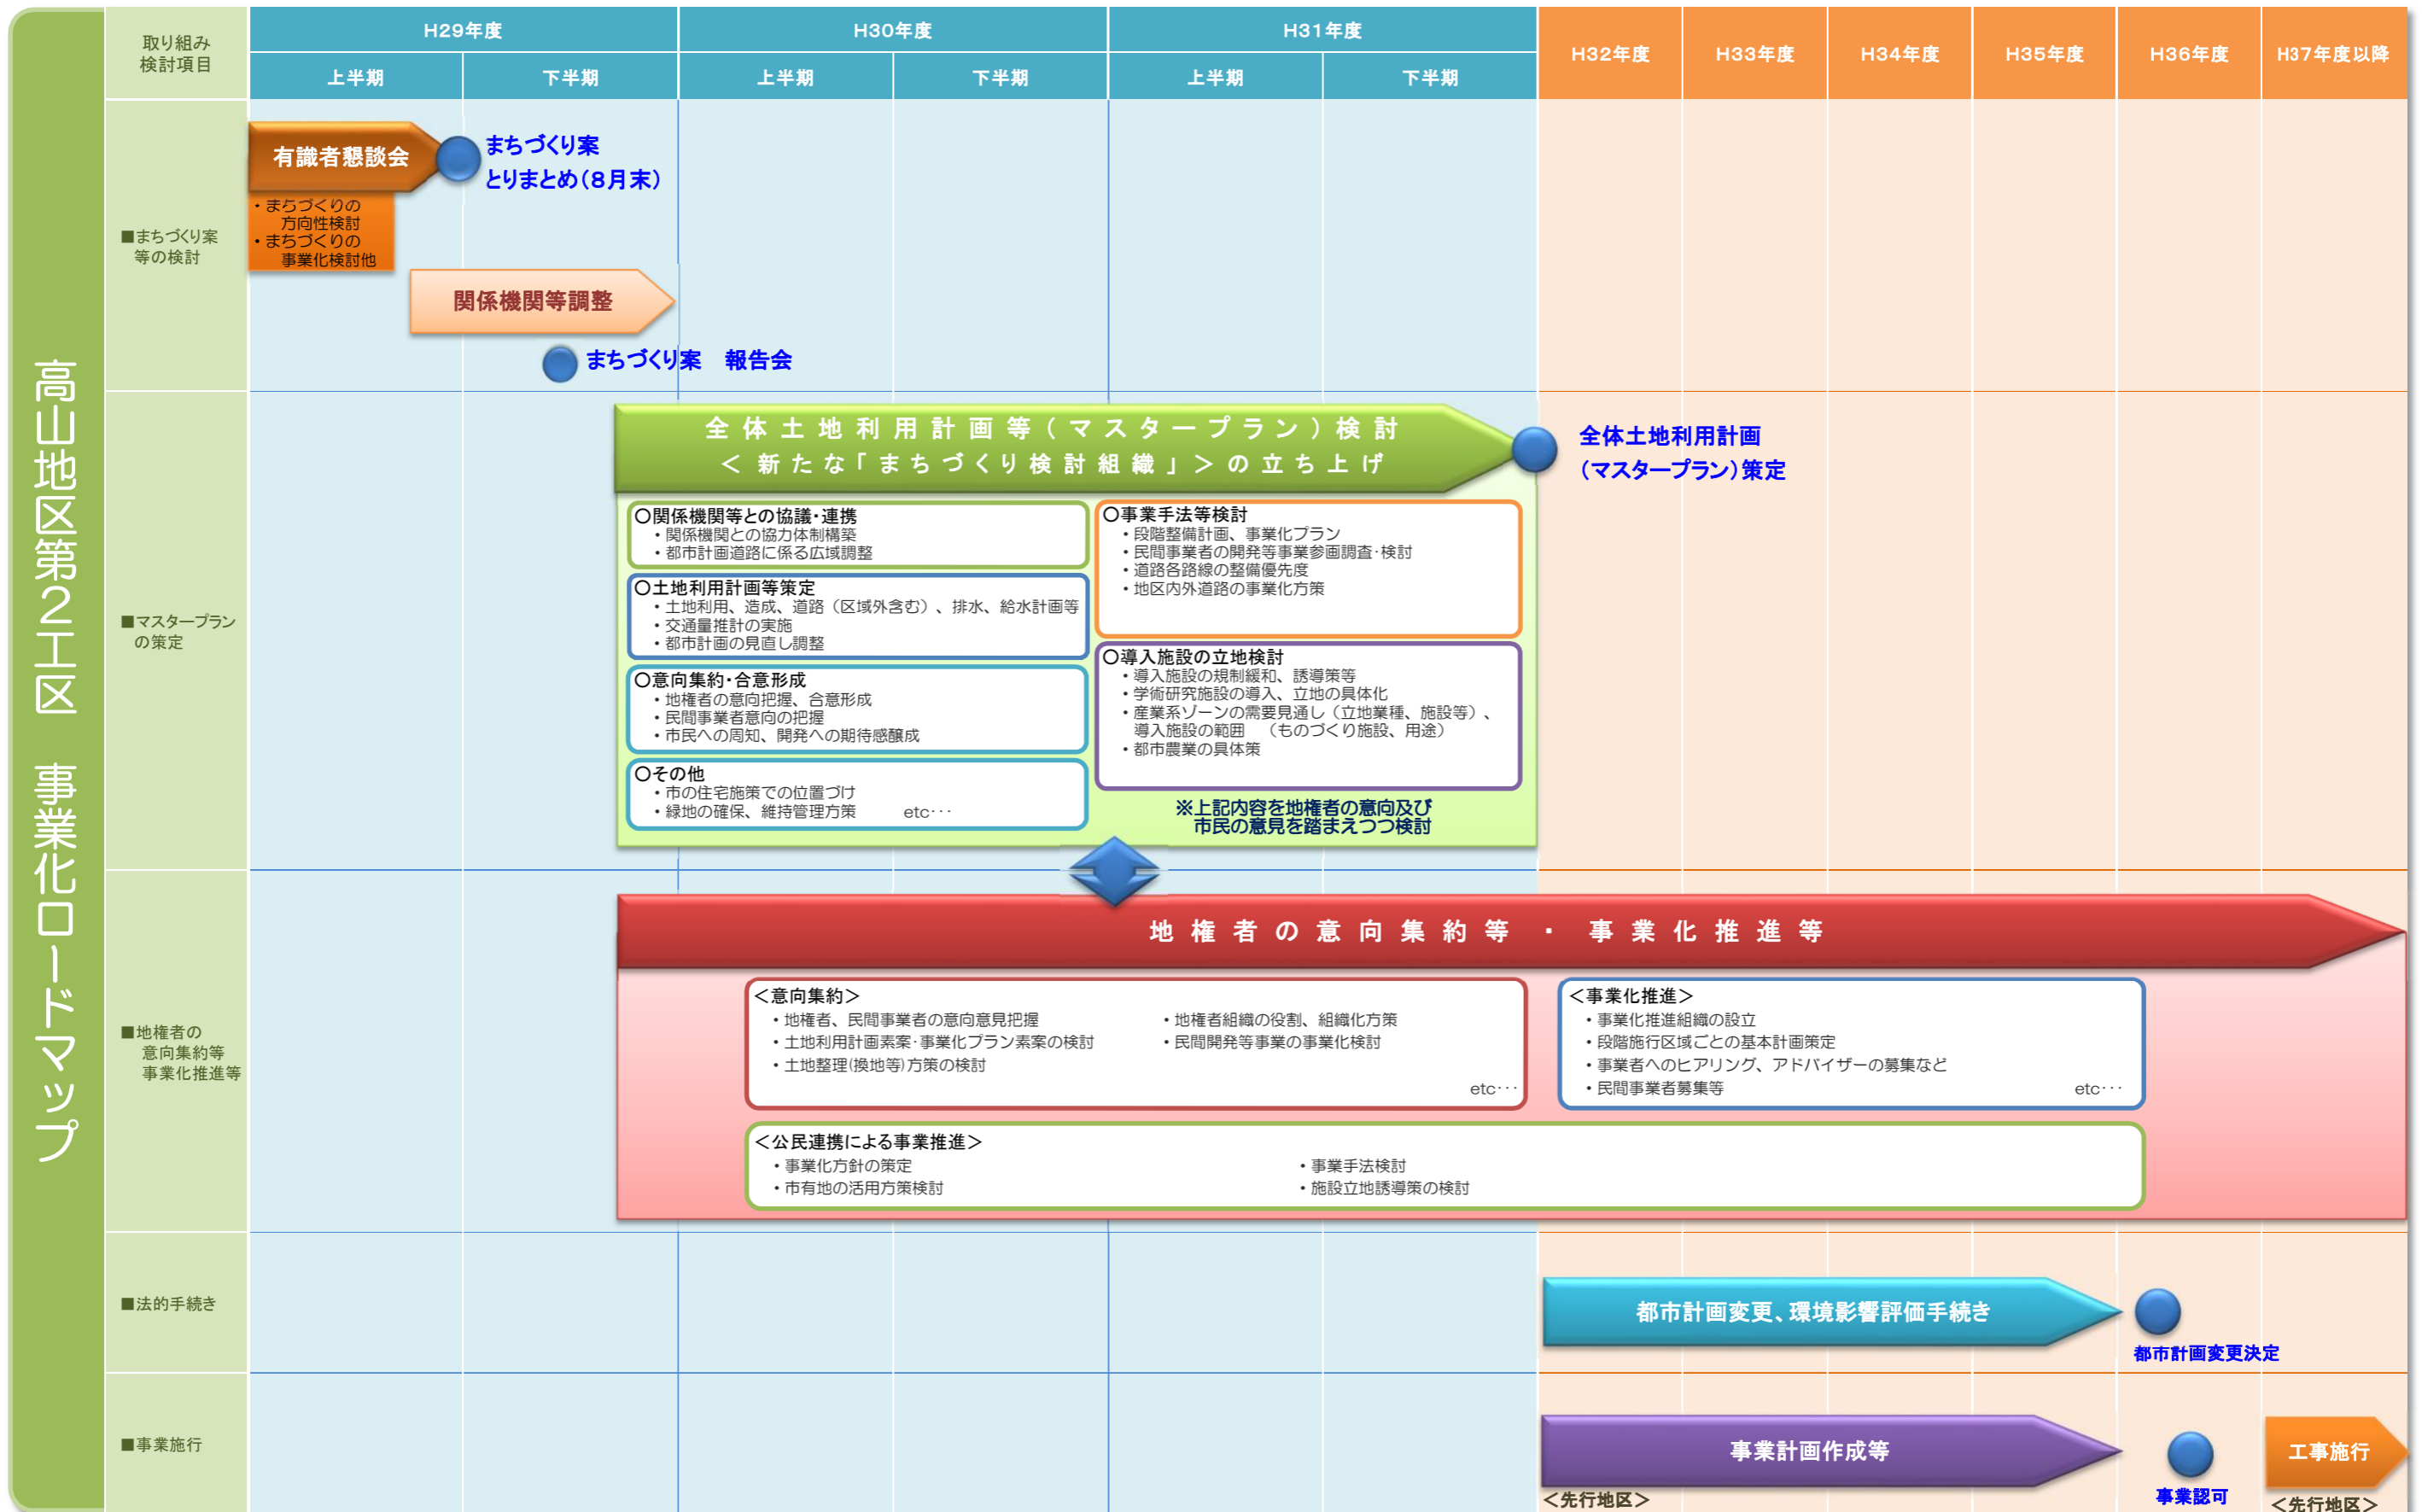 高山地区第2工区　事業化ロードマップ
取り組み
検討項目
H29年度
H30年度
H31年度
上半期
下半期
上半期
下半期
上半期
下半期
H32年度
H33年度
H34年度
H35年度
H36年度
H37年度以降
■まちづくり案
等の検討
有識者懇談会
・まちづくりの
方向性検討
・まちづくりの
事業化検討他
まちづくり案
とりまとめ(8月末)
関係機関等調整
まちづくり案　報告会
■マスタープラン
の策定
全体土地利用計画等(マスタープラン)検討
＜新たな「まちづくり検討組織」＞の立ち上げ
全体土地利用計画
(マスタープラン)策定
〇関係機関等との協議・連携
・関係機関との協力体制構築
・都市計画道路に係る広域調整
〇土地利用計画等策定
・土地利用、造成、道路（区域外含む）、排水、給水計画等
・交通量推計の実施
・都市計画の見直し調整
〇意向集約・合意形成
・地権者の意向把握、合意形成
・民間事業者意向の把握
・市民への周知、開発への期待感醸成
〇その他
・市の住宅施策での位置づけ
・緑地の確保、維持管理方策　　etc…
〇事業手法等検討
・段階整備計画、事業化プラン
・民間事業者の開発等事業参画調査・検討
・道路各路線の整備優先度
・地区内外道路の事業化方策
〇導入施設の立地検討
・導入施設の規制緩和、誘導策等
・学術研究施設の導入、立地の具体化
・産業系ゾーンの需要見通し（立地業種、施設等）、
導入施設の範囲　（ものづくり施設、用途）
・都市農業の具体策
※上記内容を地権者の意向及び
市民の意見を踏まえつつ検討
■地権者の
意向集約等
事業化推進等
地権者の意向集約等・事業化推進等
＜意向集約＞
・地権者、民間事業者の意向意見把握
・土地利用計画素案・事業化プラン素案の検討
・土地整理(換地等)方策の検討
・地権者組織の役割、組織化方策
・民間開発等事業の事業化検討
etc…
＜事業化推進＞
・事業化推進組織の設立
・段階施行区域ごとの基本計画策定
・事業者へのヒアリング、アドバイザーの募集など
・民間事業者募集等
etc…
＜公民連携による事業推進＞
・事業化方針の策定
・市有地の活用方策検討
・事業手法検討
・施設立地誘導策の検討
■法的手続き
都市計画変更、環境影響評価手続き
都市計画変更決定
■事業施行
事業計画作成等
＜先行地区＞
事業認可
工事施行
＜先行地区＞